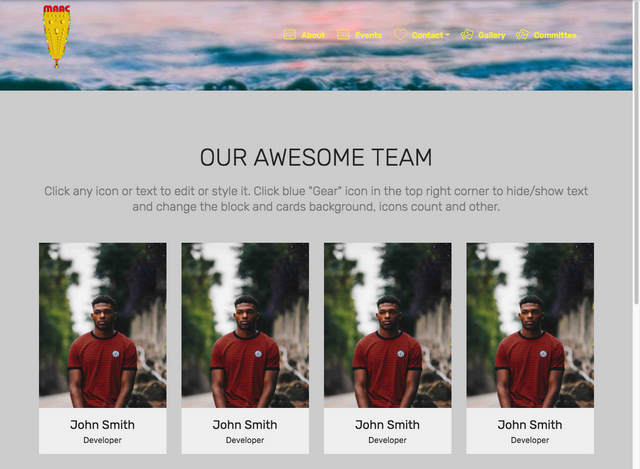 MAAC
About Events Contact Gallery Committee
OUR AWESOME TEAM
Click any icon or text to edit or style it. Click blue "Gear" icon in the top right corner to hide/show text
and change the block and cards background, icons count and other.
John Smith John Smith John Smith John Smith
Developer Developer Developer Developer